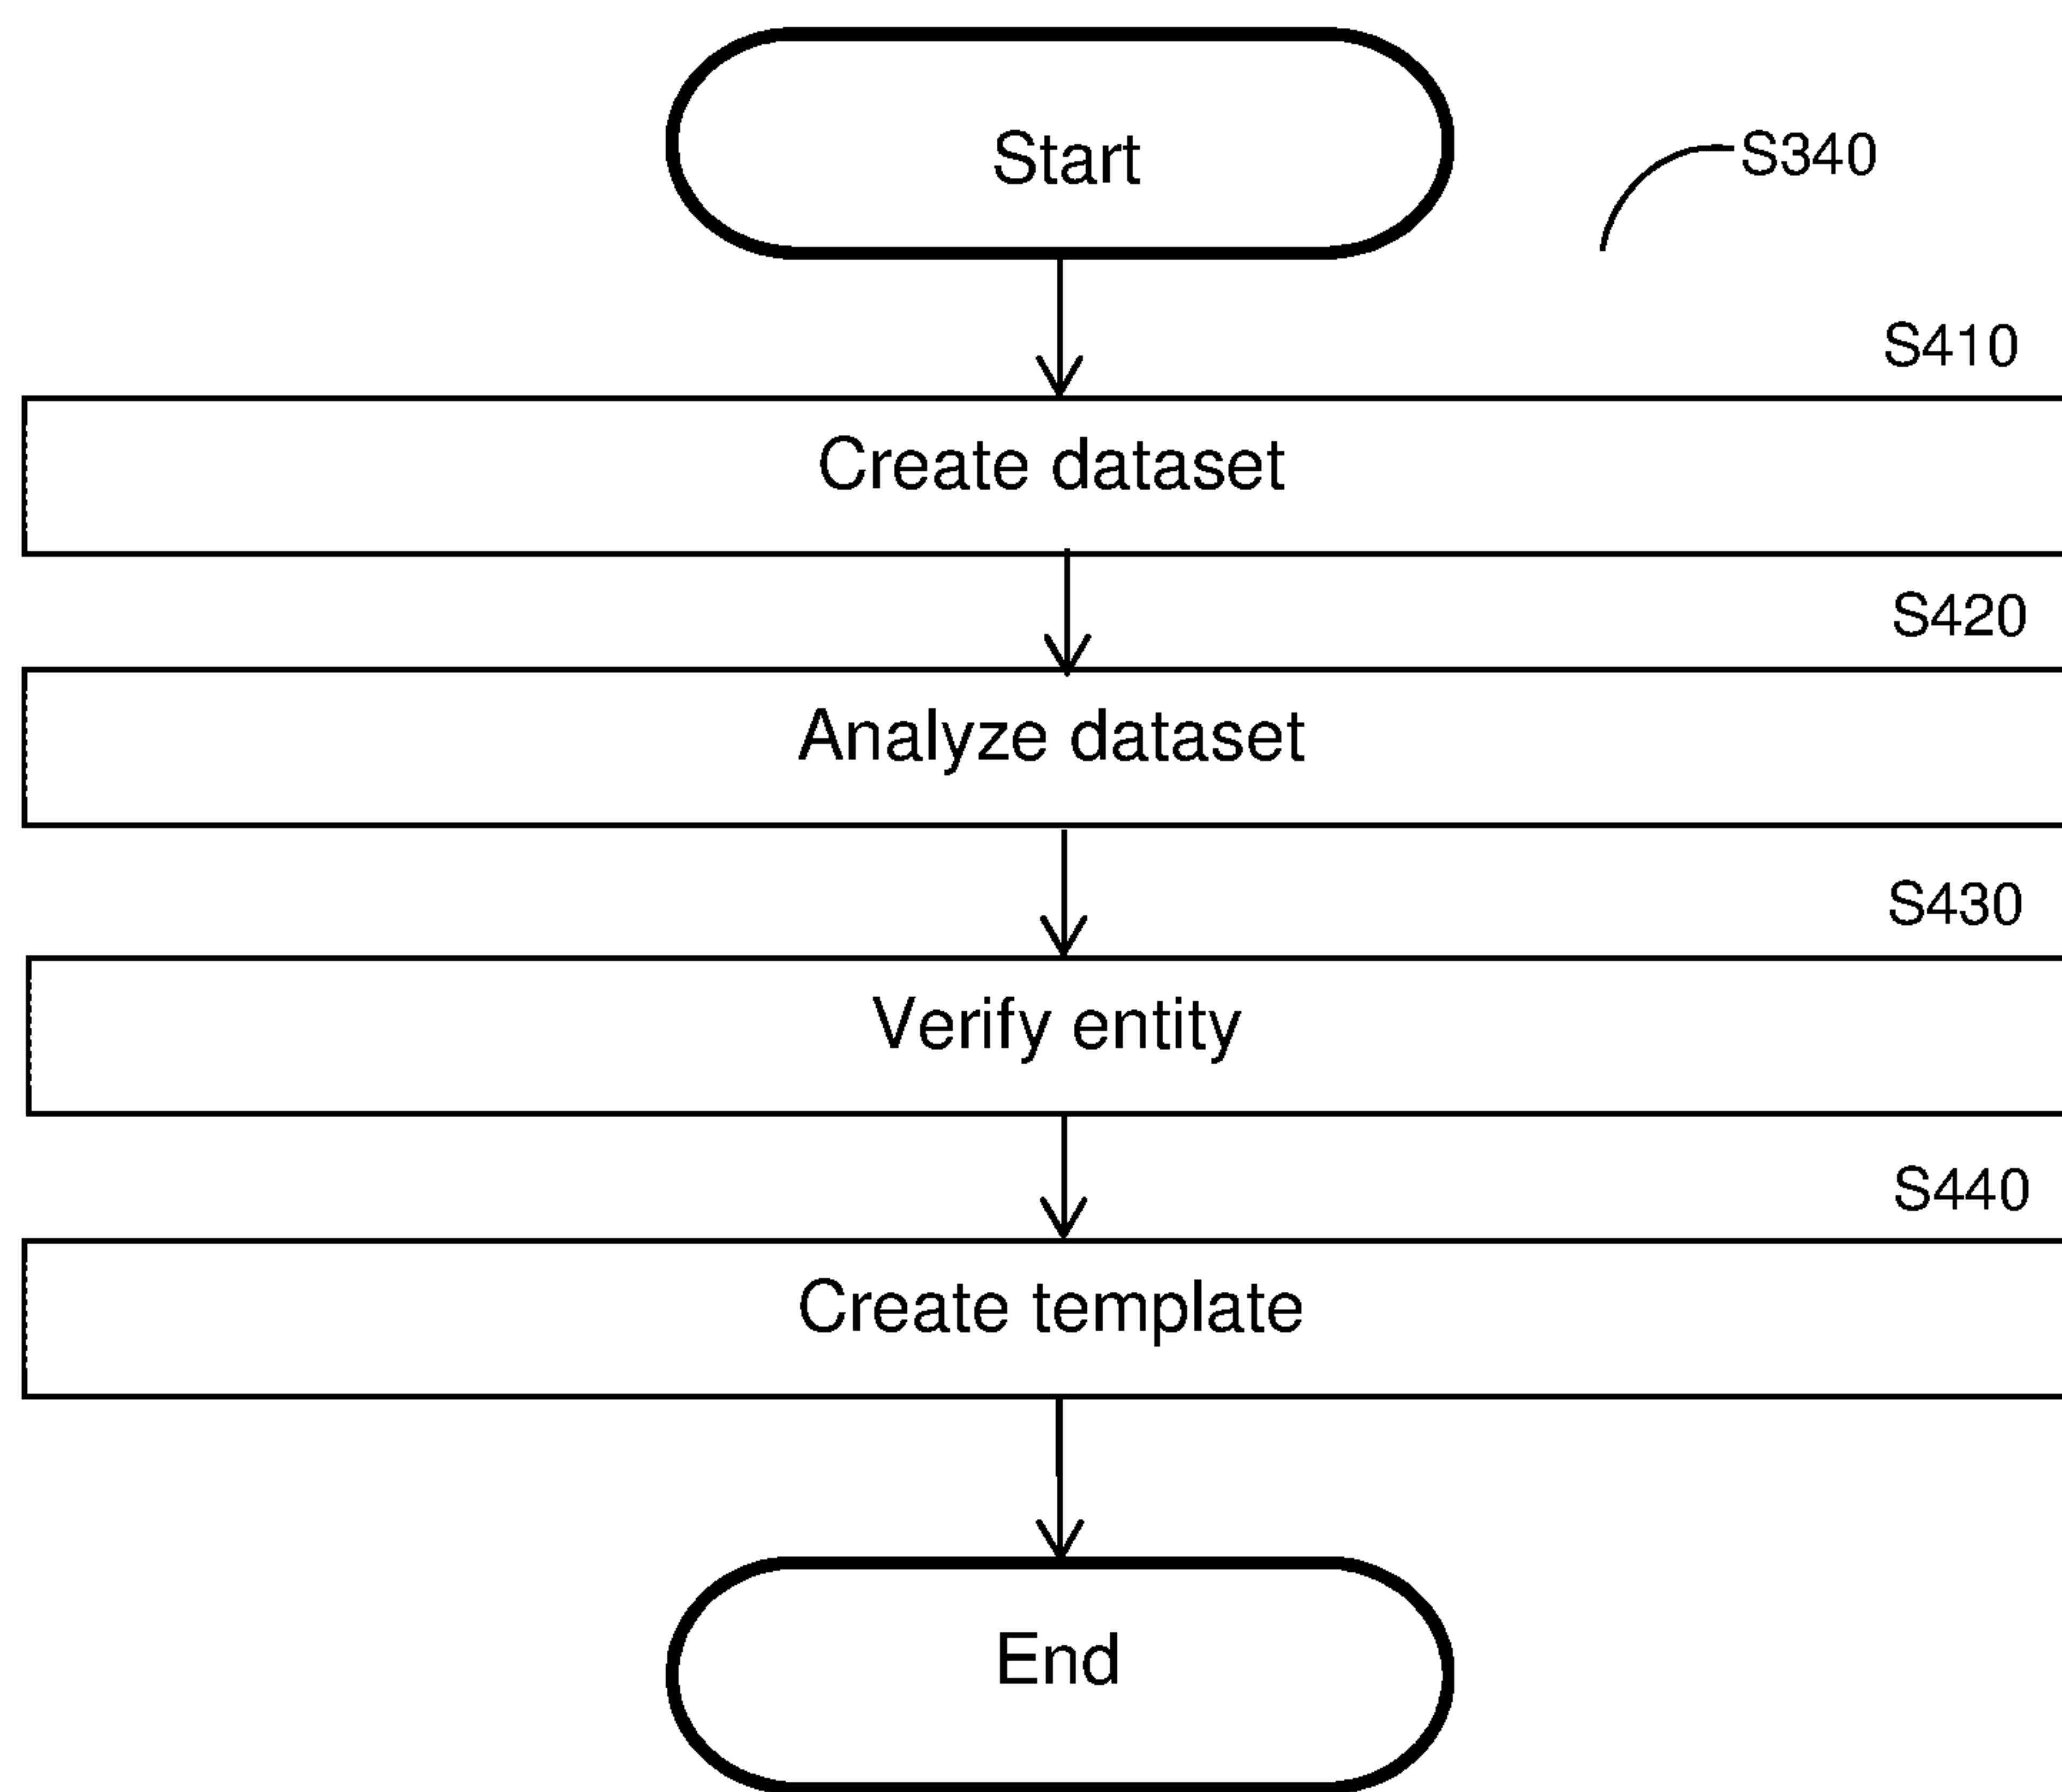 Start
S340
S410
Create dataset
S420
Analyze dataset
S430
Verify entity
S440
Create template
End